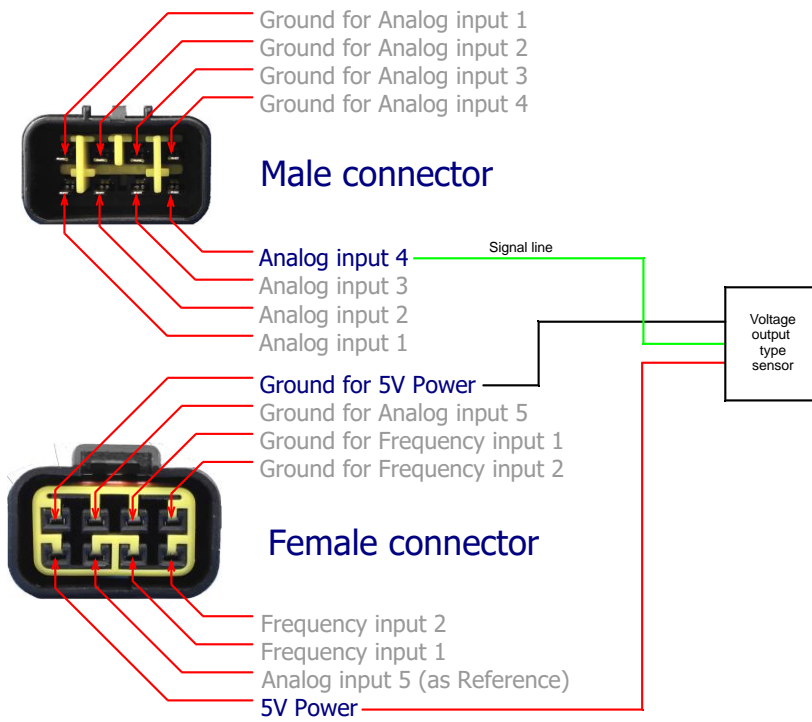 Ground for Analog input 1
Ground for Analog input 2
Ground for Analog input 3
Ground for Analog input 4
Male connector
Analog input 4
Signal line
Analog input 3
Analog input 2
Analog input 1
Voltage
output
type
sensor
Ground for 5V Power
Ground for Analog input 5
Ground for Frequency input 1
Ground for Frequency input 2
Female connector
Frequency input 2
Frequency input 1
Analog input 5 (as Reference)
5V Power